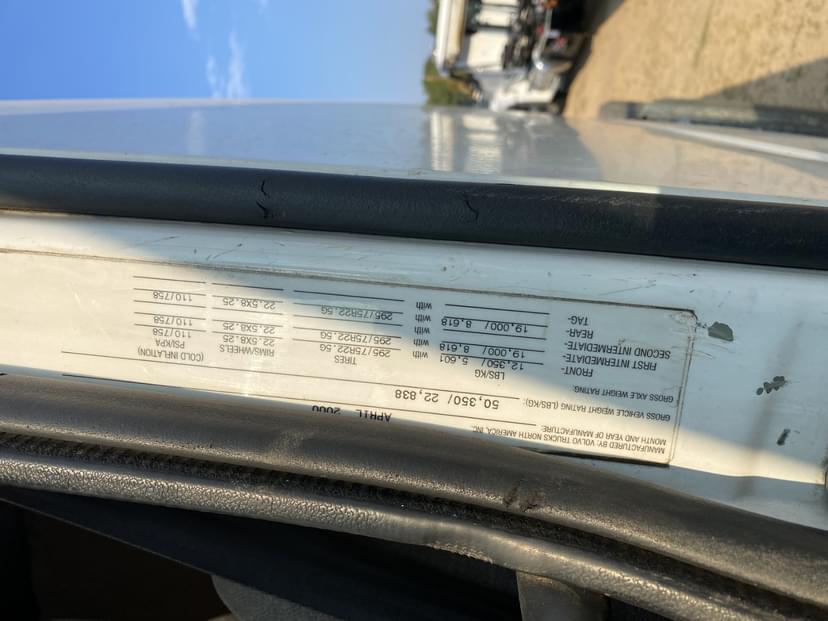 MANUFACTURED BY: VOLVO TRUCKS NORTH AMERICA, INC.
MONTH AND YEAR OF MANUFACTURE: APRIL 2000
GROSS VEHICLE WEIGHT RATING (LBS/KG): 50,350/ 22,838
GROSS AXLE WEIGHT RATING:
LBS/KG TIRES RIMS/WHEELS PSI/KPA (COLD INFLATION)
FRONT- 12,350/ 5,601 with 295/75R22.5G 22.5X8.25 110/758
FIRST INTERMEDIATE- 19,000/ 8,618 with 295/75R22.5G 22.5X8.25 110/758
SECOND INTERMEDIATE-
REAR- 19,000/ 8,618 with 295/75R22.5G 22.5X8.25 110/758
TAG- with